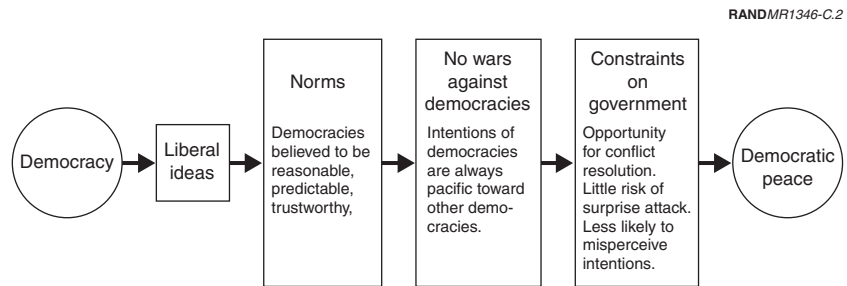 RANDMR1346-C.2
Democracy
Liberal
ideas
Norms
Democracies
believed to be
reasonable,
predictable,
trustworthy,
No wars
against
democracies
Intentions of
democracies
are always
pacific toward
other demo-
cracies.
Constraints
on
government
Opportunity
for conflict
resolution.
Little risk of
surprise attack.
Less likely to
misperceive
intentions.
Democratic
peace